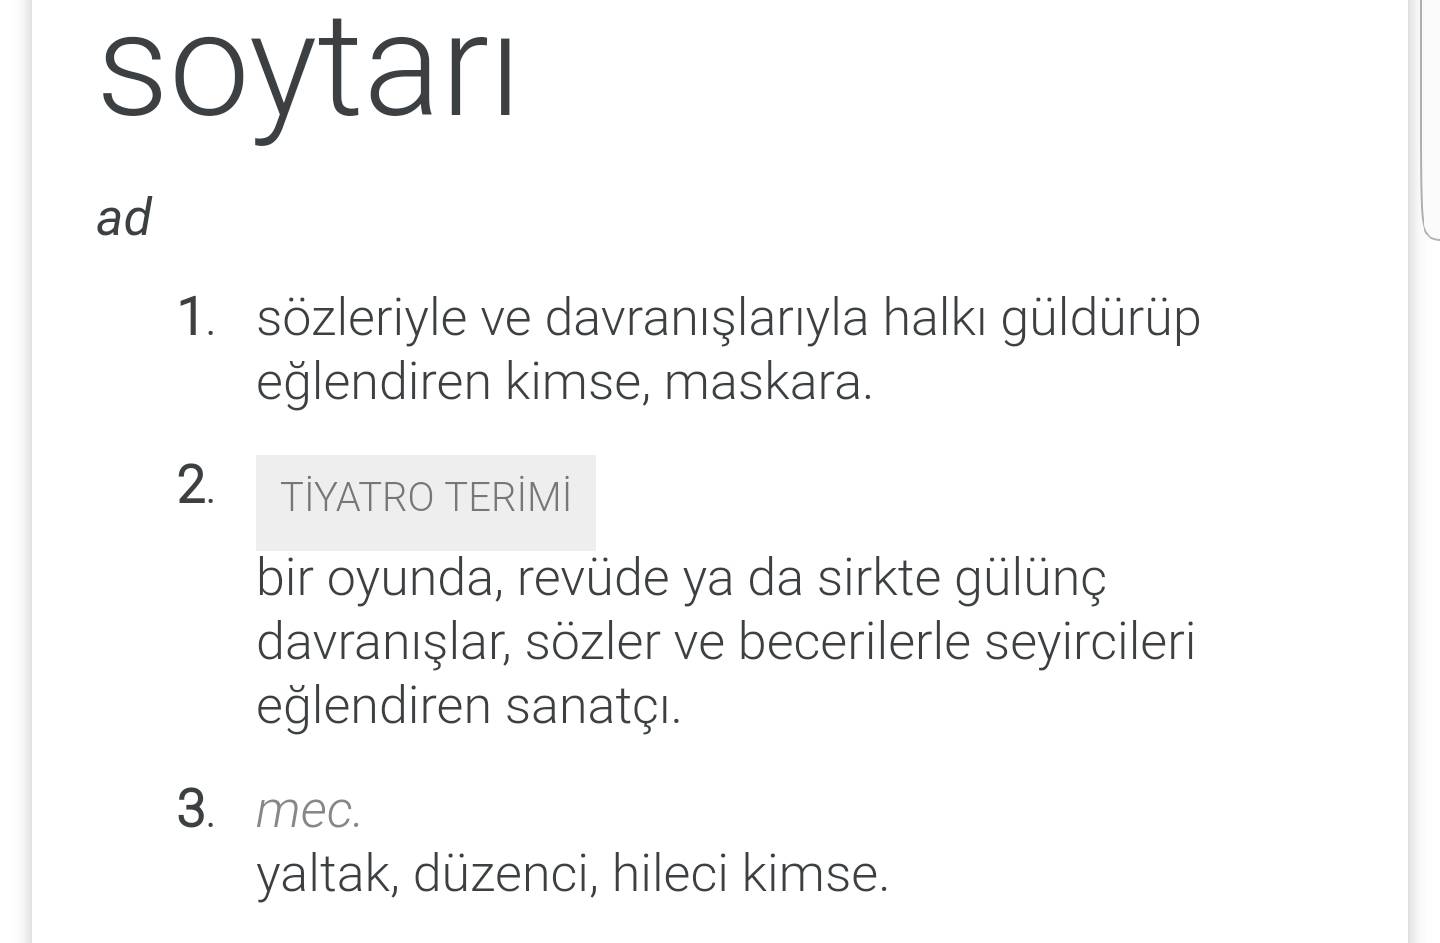 soytarı
ad
1. sözleriyle ve davranışlarıyla halkı güldürüp
eğlendiren kimse, maskara.
2. TİYATRO TERİMİ
bir oyunda, revüde ya da sirkte gülünç
davranışlar, sözler ve becerilerle seyircileri
eğlendiren sanatçı.
3. mec.
yaltak, düzenci, hileci kimse.